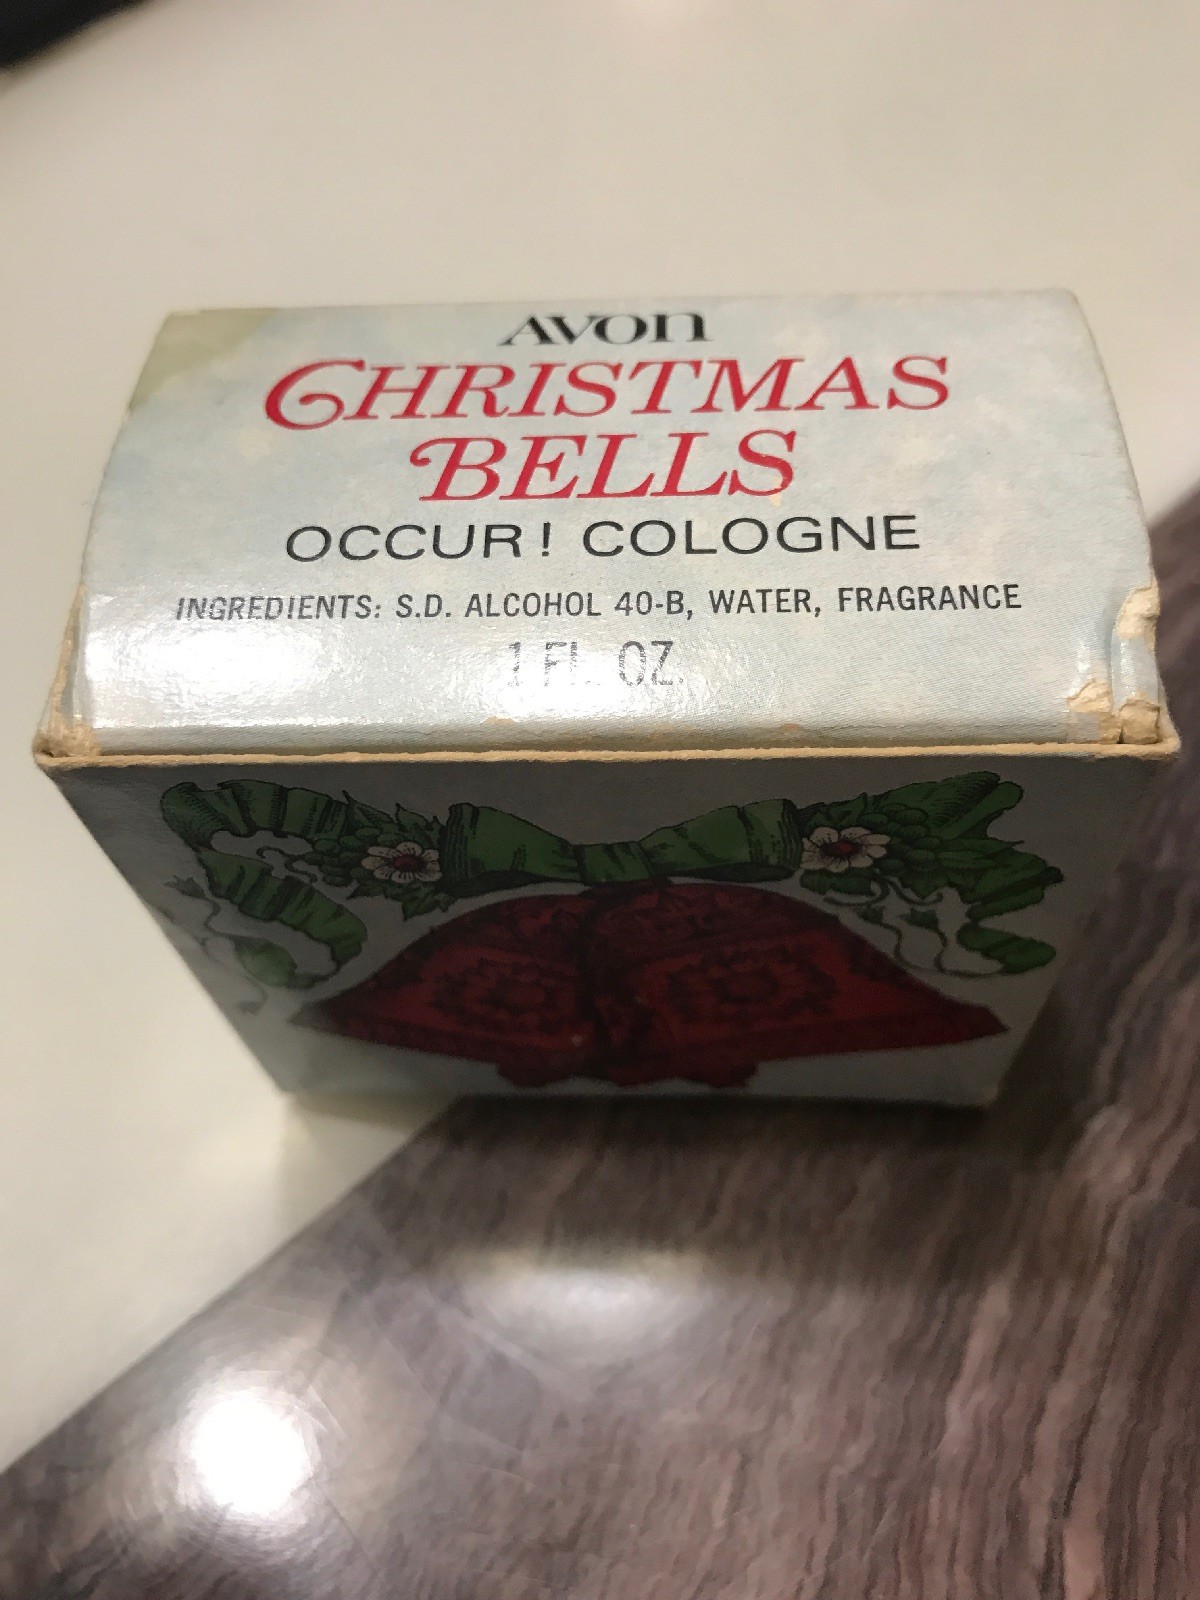 AVON
CHRISTMAS
BELLS
OCCUR! COLOGNE
INGREDIENTS: S.D. ALCOHOL 40-B, WATER, FRAGRANCE
1 FL. OZ.